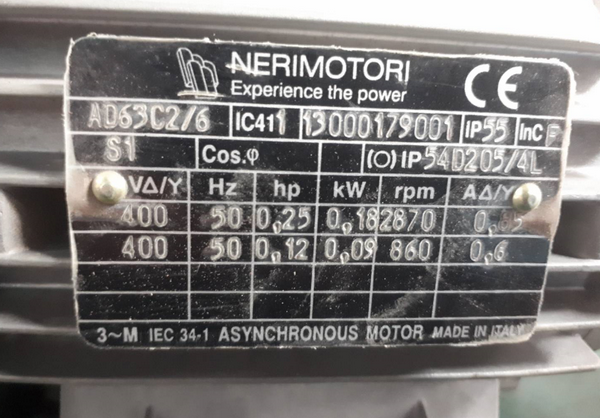 NERIMOTORI
Experience the power
CE
AD63C2/6 IC411 13000179001 IP55 InC F
S1 Cos.φ (O) IP54D205/4L
VΔ/Y Hz hp kW rpm AΔ/Y
400 50 0,25 0,18 2870
400 50 0,12 0,09 860 0,6
3~M IEC 34-1 ASYNCHRONOUS MOTOR MADE IN ITALY